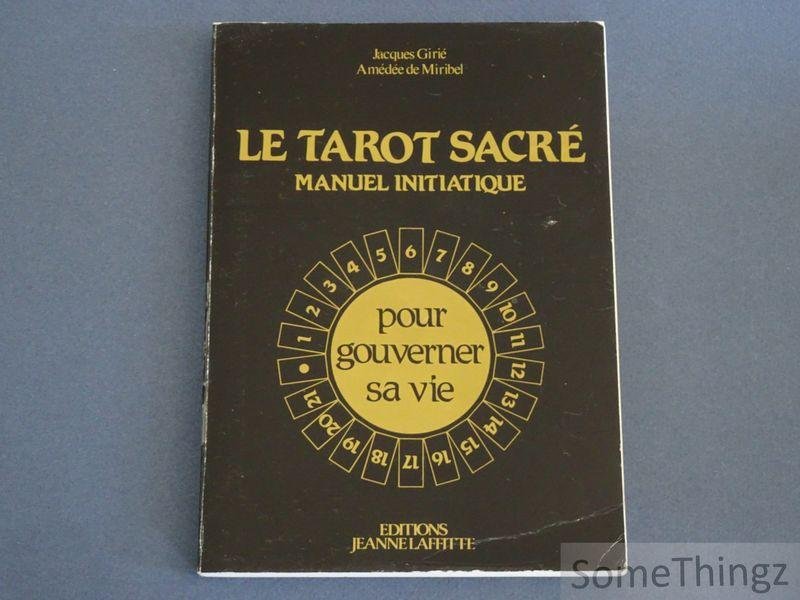 Jacques Girié
Amédée de Miribel
LE TAROT SACRÉ
MANUEL INITIATIQUE
1
2
3
4
5
6
7
8
9
10
11
12
13
14
15
16
17
18
19
20
21
pour
gouverner
sa vie
EDITIONS
JEANNE LAFFITTE
SomeThingz